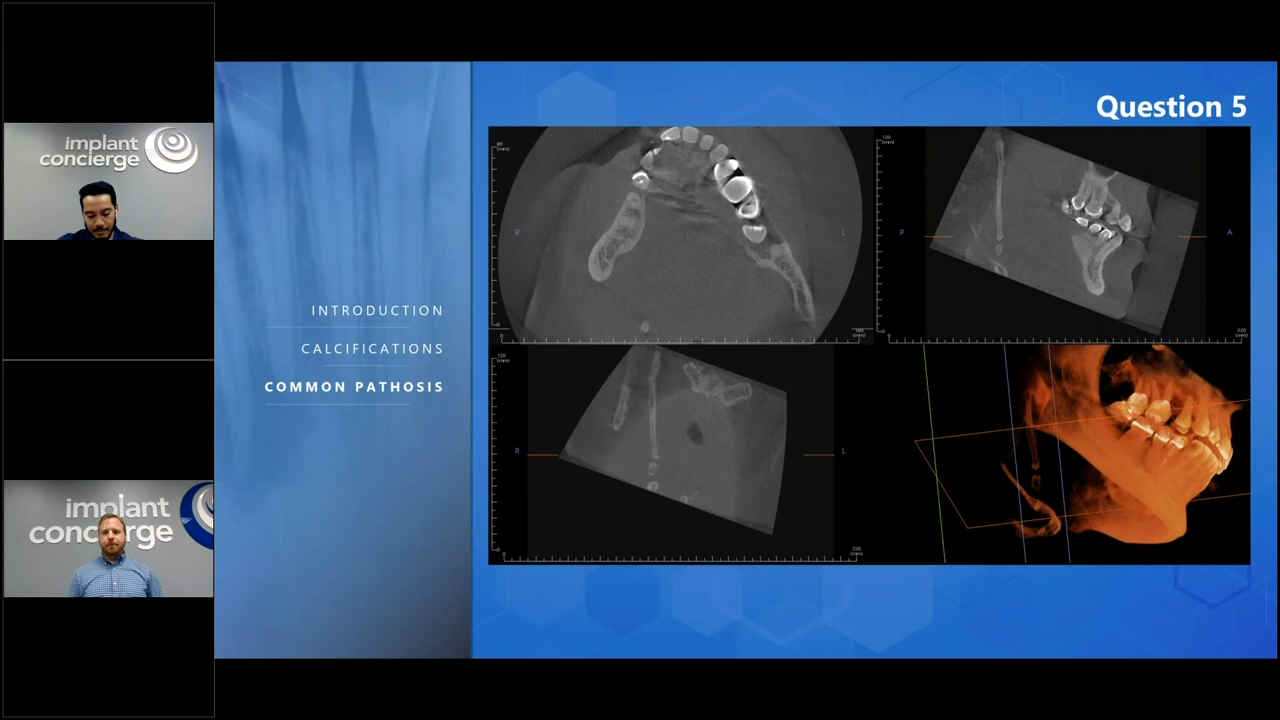 implant
concierge
implant
concierge
INTRODUCTION
CALCIFICATIONS
COMMON PATHOSIS
Question 5
R
L
P
A
R
L